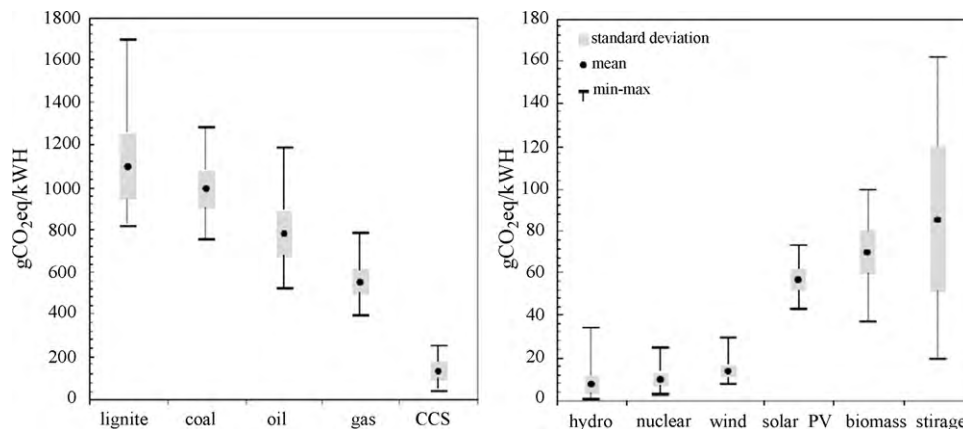 1800
1600
1400
1200
1000
800
600
400
200
0
gCO₂eq/kWH
lignite coal oil gas CCS
180
160
140
120
100
80
60
40
20
0
gCO₂eq/kWH
standard deviation
mean
min-max
hydro nuclear wind solar PV biomass stirage